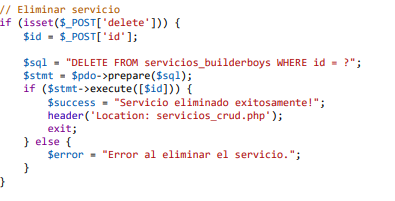 // Eliminar servicio
if (isset($_POST['delete'])) {
    $id = $_POST['id'];

    $sql = "DELETE FROM servicios_builderboys WHERE id = ?";
    $stmt = $pdo->prepare($sql);
    if ($stmt->execute([$id])) {
        $success = "Servicio eliminado exitosamente!";
        header('Location: servicios_crud.php');
        exit;
    } else {
        $error = "Error al eliminar el servicio.";
    }
}